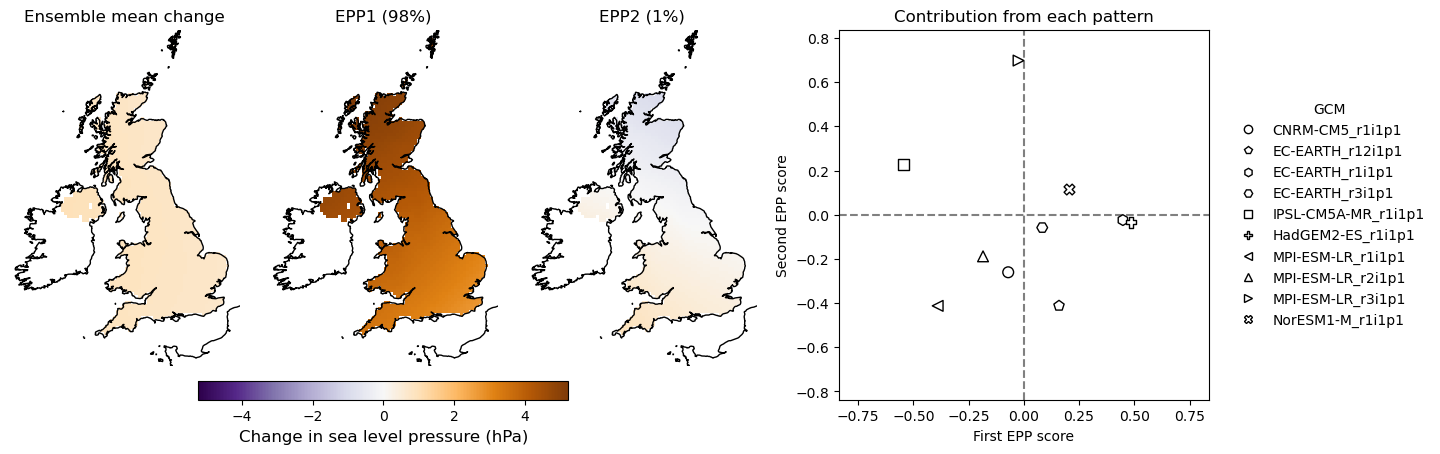 Ensemble mean change
EPP1 (98%)
EPP2 (1%)
−4
−2
0
2
4
Change in sea level pressure (hPa)
Contribution from each pattern
Second EPP score
0.8
0.6
0.4
0.2
0.0
−0.2
−0.4
−0.6
−0.8
−0.75
−0.50
−0.25
0.00
0.25
0.50
0.75
First EPP score
GCM
CNRM-CM5_r1i1p1
EC-EARTH_r12i1p1
EC-EARTH_r1i1p1
EC-EARTH_r3i1p1
IPSL-CM5A-MR_r1i1p1
HadGEM2-ES_r1i1p1
MPI-ESM-LR_r1i1p1
MPI-ESM-LR_r2i1p1
MPI-ESM-LR_r3i1p1
NorESM1-M_r1i1p1